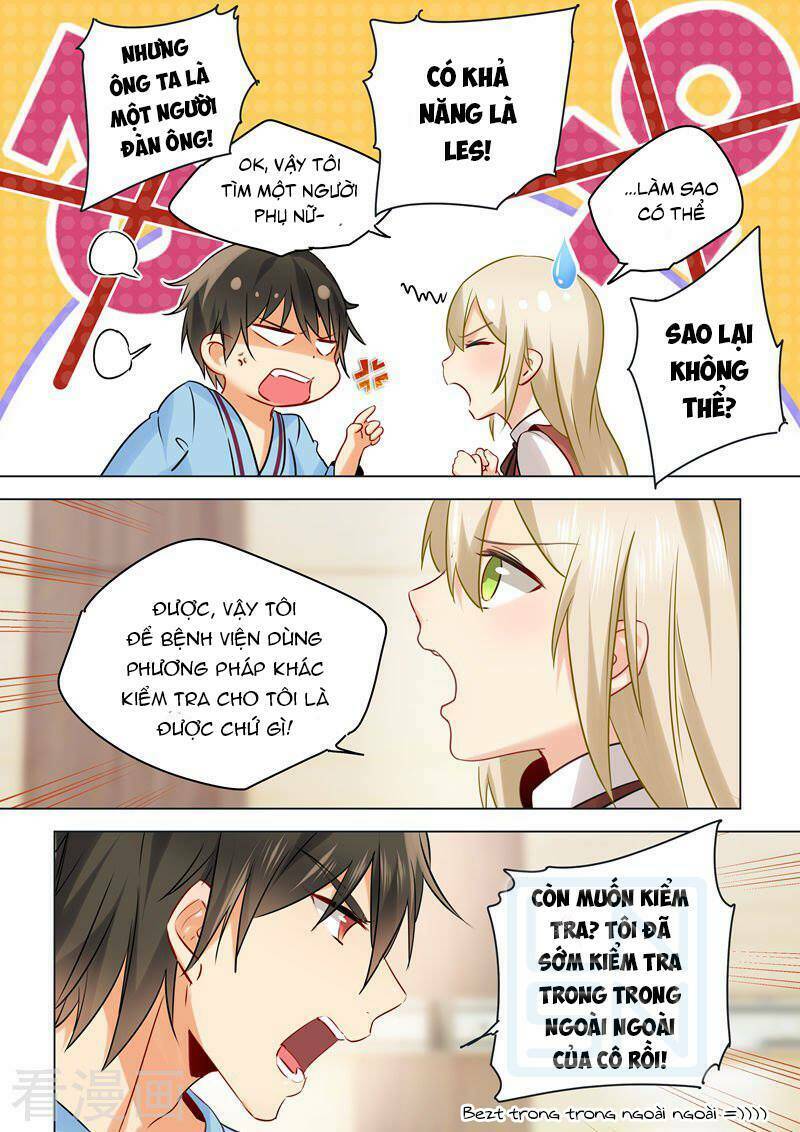 NHƯNG
ÔNG TA LÀ
MỘT NGƯỜI
ĐÀN ÔNG!
OK, VẬY TÔI
TÌM MỘT NGƯỜI
PHỤ NỮ-
CÓ KHẢ
NĂNG LÀ
LES!
...LÀM SAO
CÓ THỂ
SAO LẠI
KHÔNG
THỂ?
ĐƯỢC, VẬY TÔI
ĐỂ BỆNH VIỆN DÙNG
PHƯƠNG PHÁP KHÁC
KIỂM TRA CHO TÔI LÀ
ĐƯỢC CHỨ GÌ!
CÒN MUỐN KIỂM
TRA? TÔI ĐÃ
SỚM KIỂM TRA
TRONG TRONG
NGOÀI NGOÀI
CỦA CÔ RỒI!
看漫画
Bezt trong trong ngoài ngoài =))))